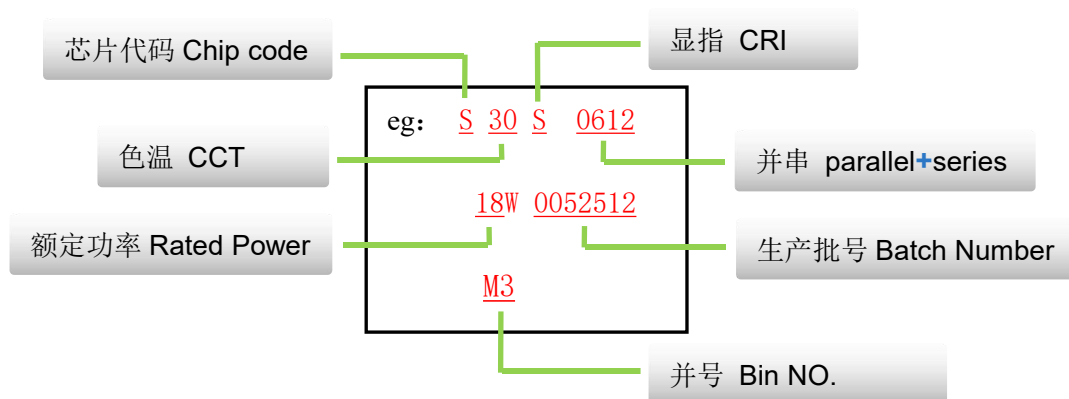 芯片代码 Chip code
显指 CRI
eg： S 30 S 0612
色温 CCT
并串 parallel+series
18W 0052512
额定功率 Rated Power
生产批号 Batch Number
M3
并号 Bin NO.